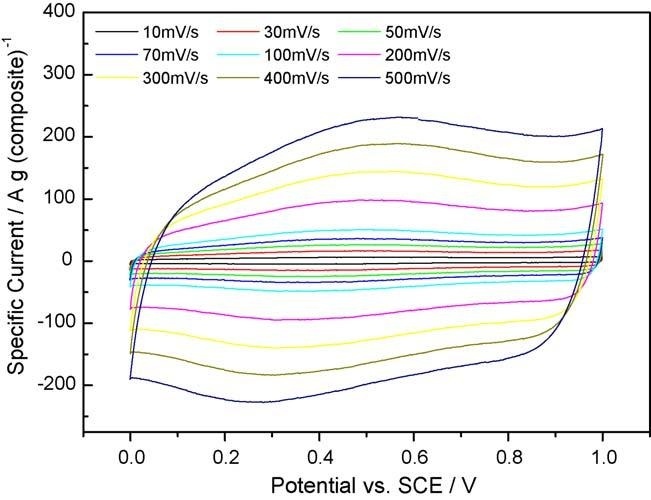 400
300
200
100
0
-100
-200
Specific Current / A g (composite)-1
10mV/s 30mV/s 50mV/s
70mV/s 100mV/s 200mV/s
300mV/s 400mV/s 500mV/s
0.0 0.2 0.4 0.6 0.8 1.0
Potential vs. SCE / V